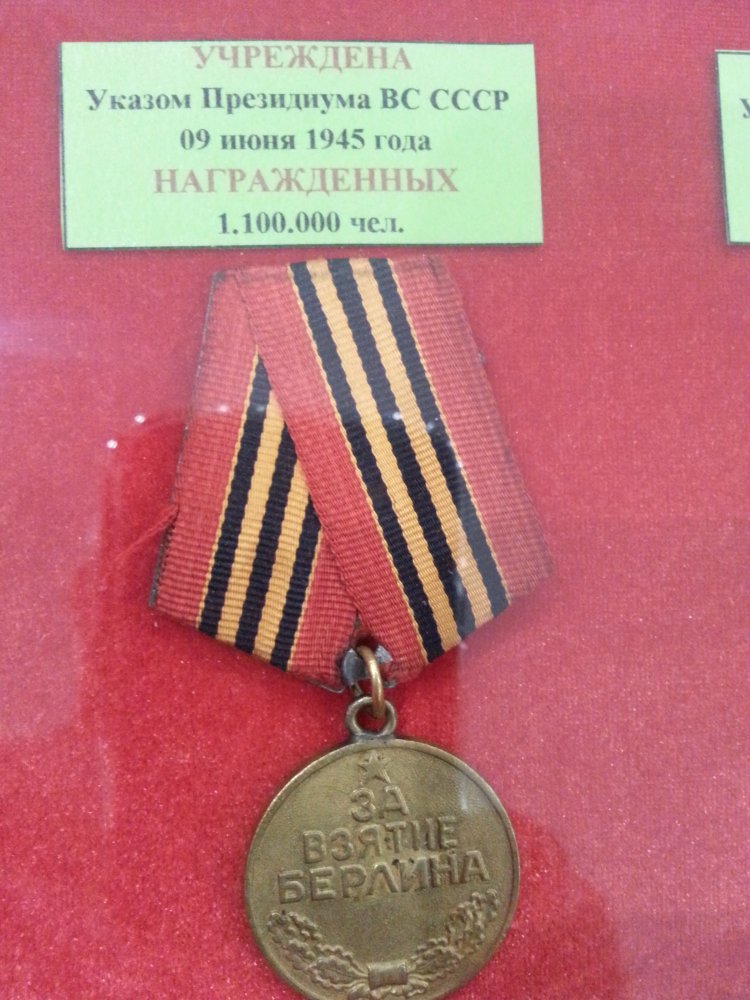 УЧРЕЖДЕНА
Указом Президиума ВС СССР
09 июня 1945 года
НАГРАЖДЕННЫХ
1.100.000 чел.
ЗА
ВЗЯТИЕ
БЕРЛИНА